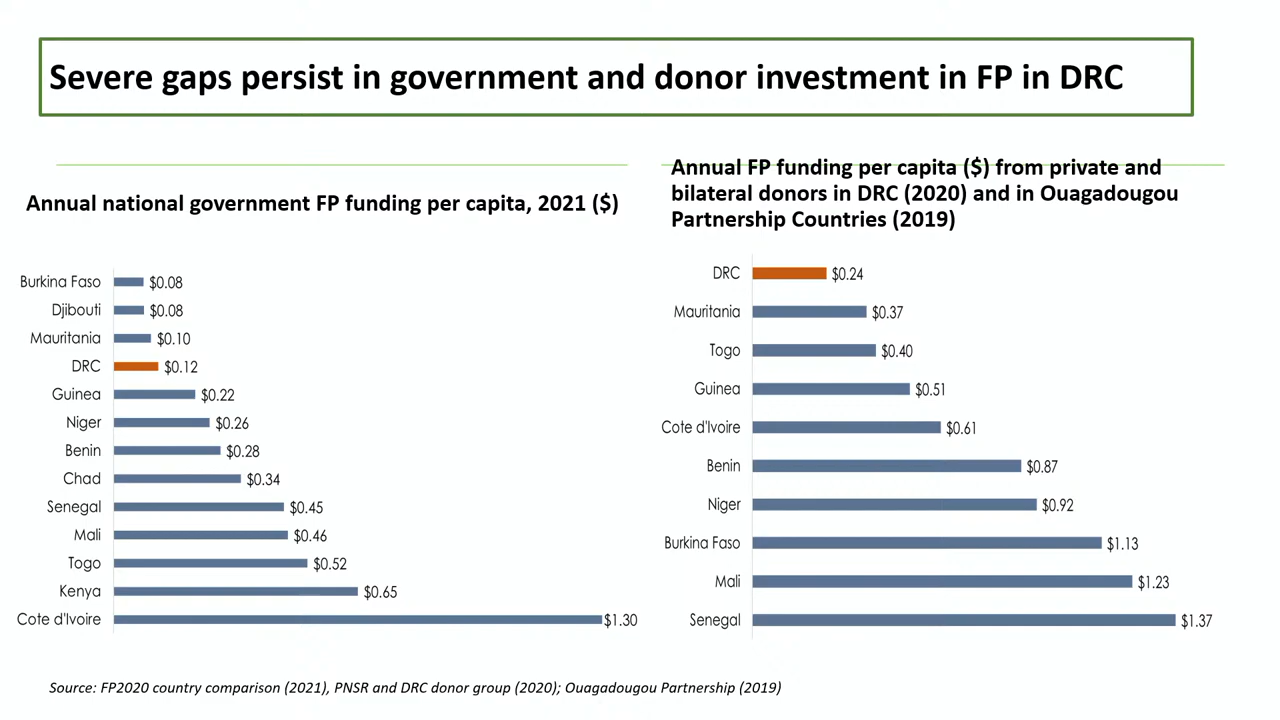 Severe gaps persist in government and donor investment in FP in DRC
Annual national government FP funding per capita, 2021 ($)
Burkina Faso $0.08
Djibouti $0.08
Mauritania $0.10
DRC $0.12
Guinea $0.22
Niger $0.26
Benin $0.28
Chad $0.34
Senegal $0.45
Mali $0.46
Togo $0.52
Kenya $0.65
Cote d'Ivoire $1.30
Annual FP funding per capita ($) from private and
bilateral donors in DRC (2020) and in Ouagadougou
Partnership Countries (2019)
DRC $0.24
Mauritania $0.37
Togo $0.40
Guinea $0.51
Cote d'Ivoire $0.61
Benin $0.87
Niger $0.92
Burkina Faso $1.13
Mali $1.23
Senegal $1.37
Source: FP2020 country comparison (2021), PNSR and DRC donor group (2020); Ouagadougou Partnership (2019)